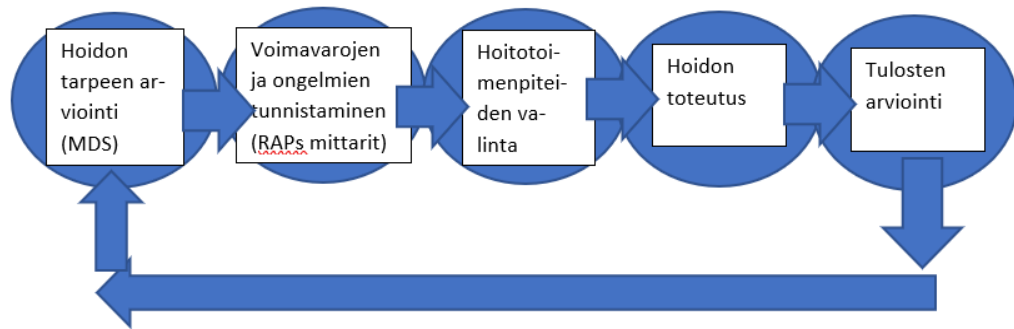 Hoidon
tarpeen ar-
viointi
(MDS)
Voimavarojen
ja ongelmien
tunnistaminen
(RAPs mittarit)
Hoitotoi-
menpitei-
den va-
linta
Hoidon
toteutus
Tulosten
arviointi